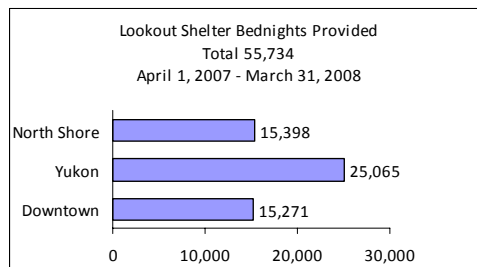 Lookout Shelter Bednights Provided
Total 55,734
April 1, 2007 - March 31, 2008
North Shore 15,398
Yukon 25,065
Downtown 15,271
0 10,000 20,000 30,000